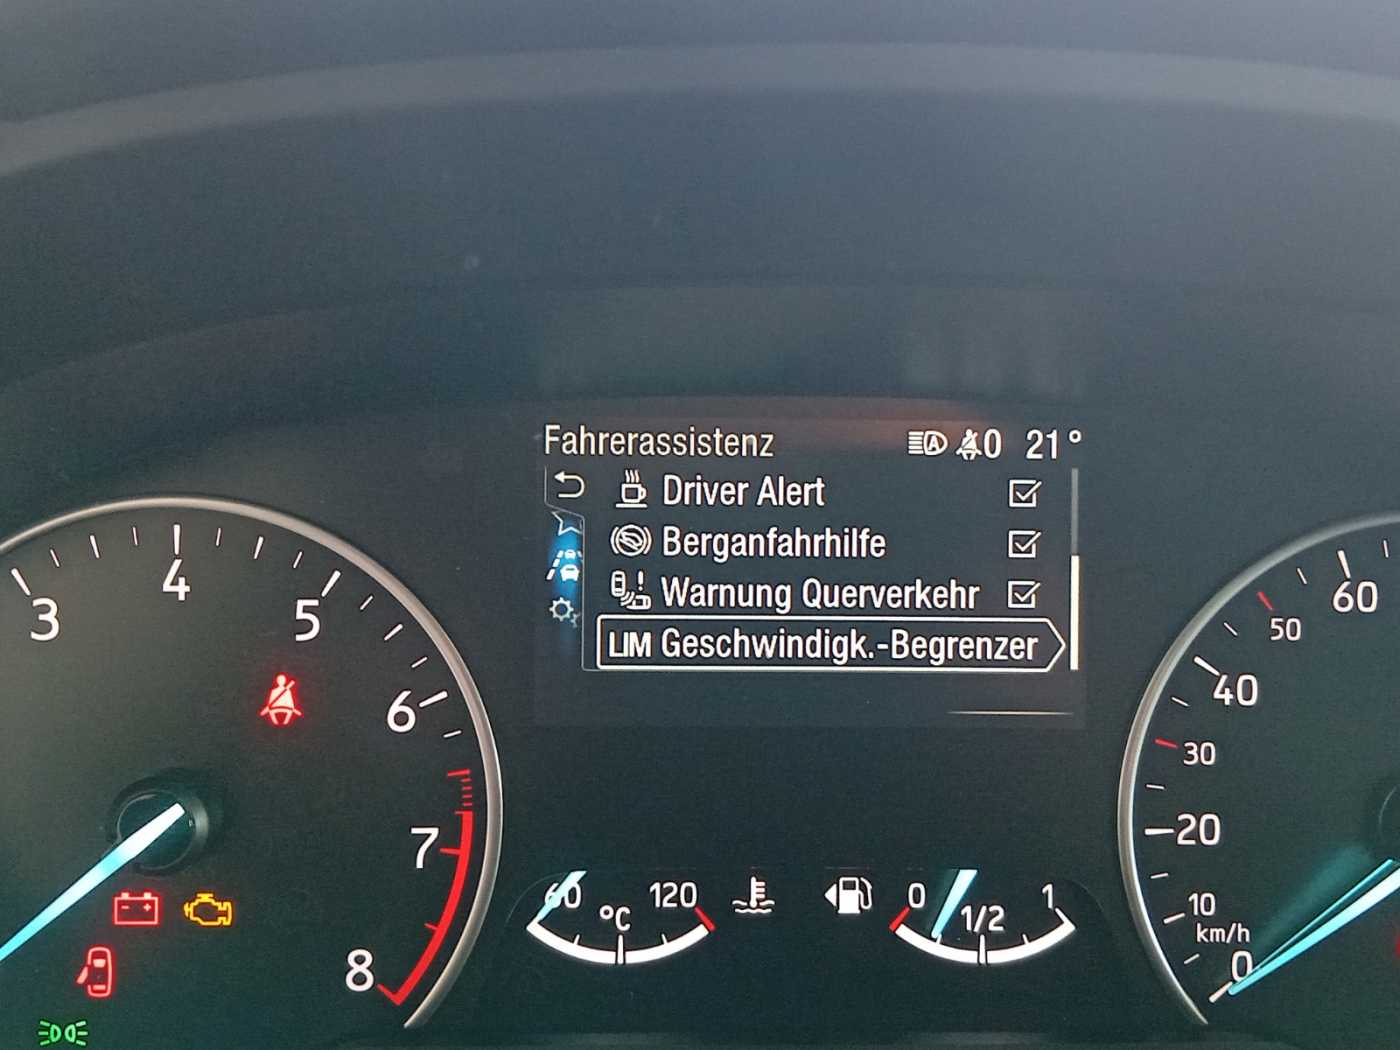 Fahrerassistenz 0 21°
Driver Alert
Berganfahrhilfe
Warnung Querverkehr
LIM Geschwindigk.-Begrenzer
3
4
5
6
7
8
60
120
°C
0
1/2
1
60
50
40
30
20
10
km/h
0